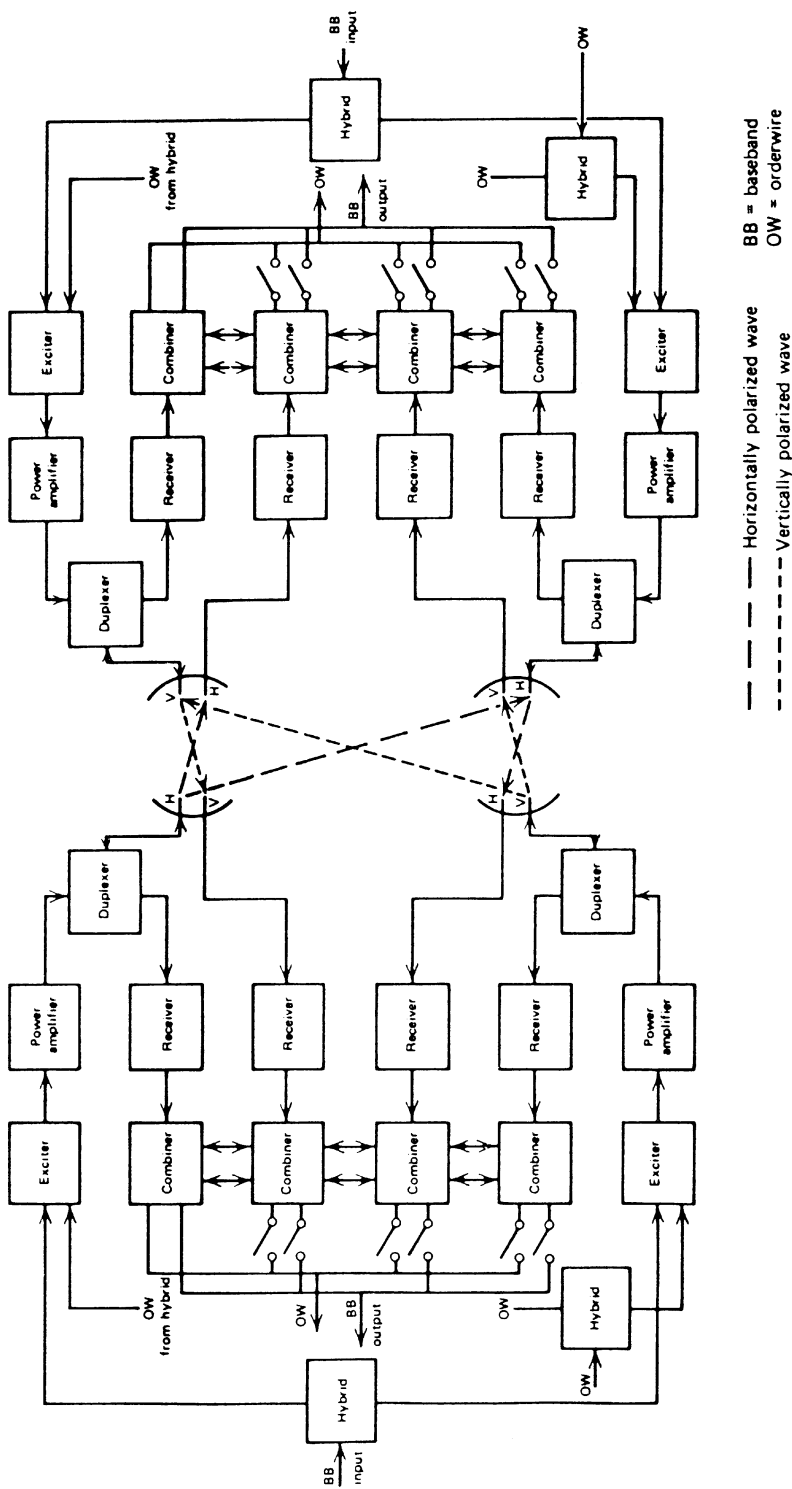 Exciter
Power
amplifier
Power
amplifier
Exciter
Duplexer
Duplexer
OW
from hybrid
OW
from hybrid
Combiner
Receiver
Receiver
Combiner
H
V
V
H
Combiner
Receiver
Receiver
Combiner
OW
OW
BB
input
Hybrid
BB
output
BB
output
Hybrid
BB
input
Combiner
Receiver
Receiver
Combiner
H
V
V
H
OW
OW
Combiner
Receiver
Receiver
Combiner
OW
Hybrid
Duplexer
Duplexer
Hybrid
OW
Exciter
Power
amplifier
Power
amplifier
Exciter
Horizontally polarized wave
BB = baseband
Vertically polarized wave
OW = orderwire